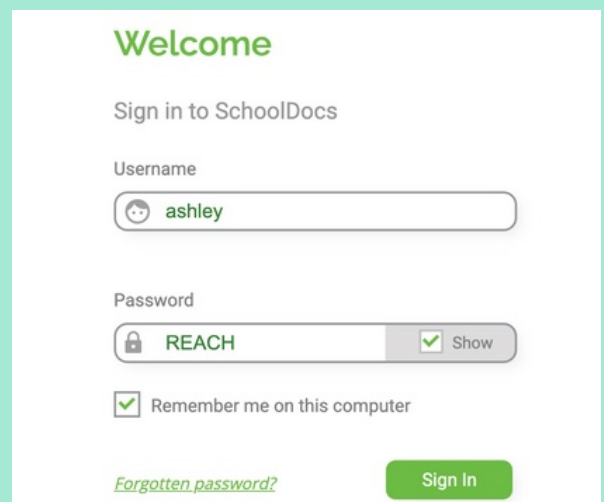 Welcome
Sign in to SchoolDocs
Username
ashley
Password
REACH Show
Remember me on this computer
Forgotten password? Sign In